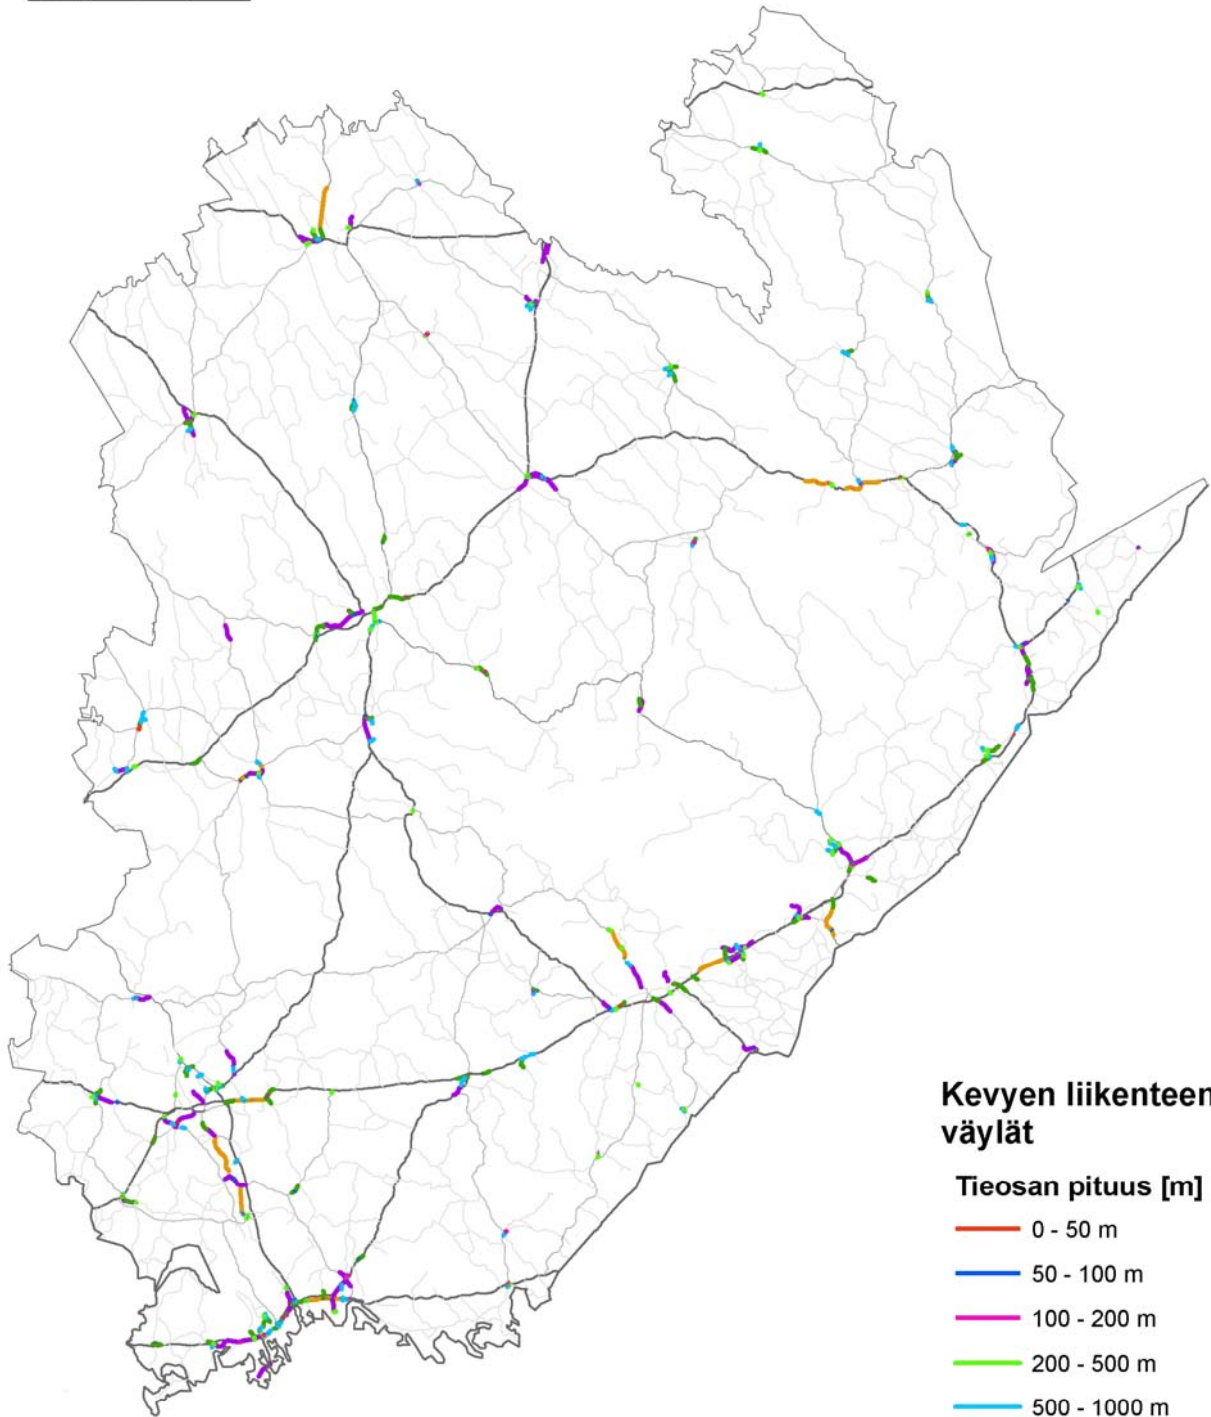 Kevyen liikenteen
väylät
Tieosan pituus [m]
0 - 50 m
50 - 100 m
100 - 200 m
200 - 500 m
500 - 1000 m